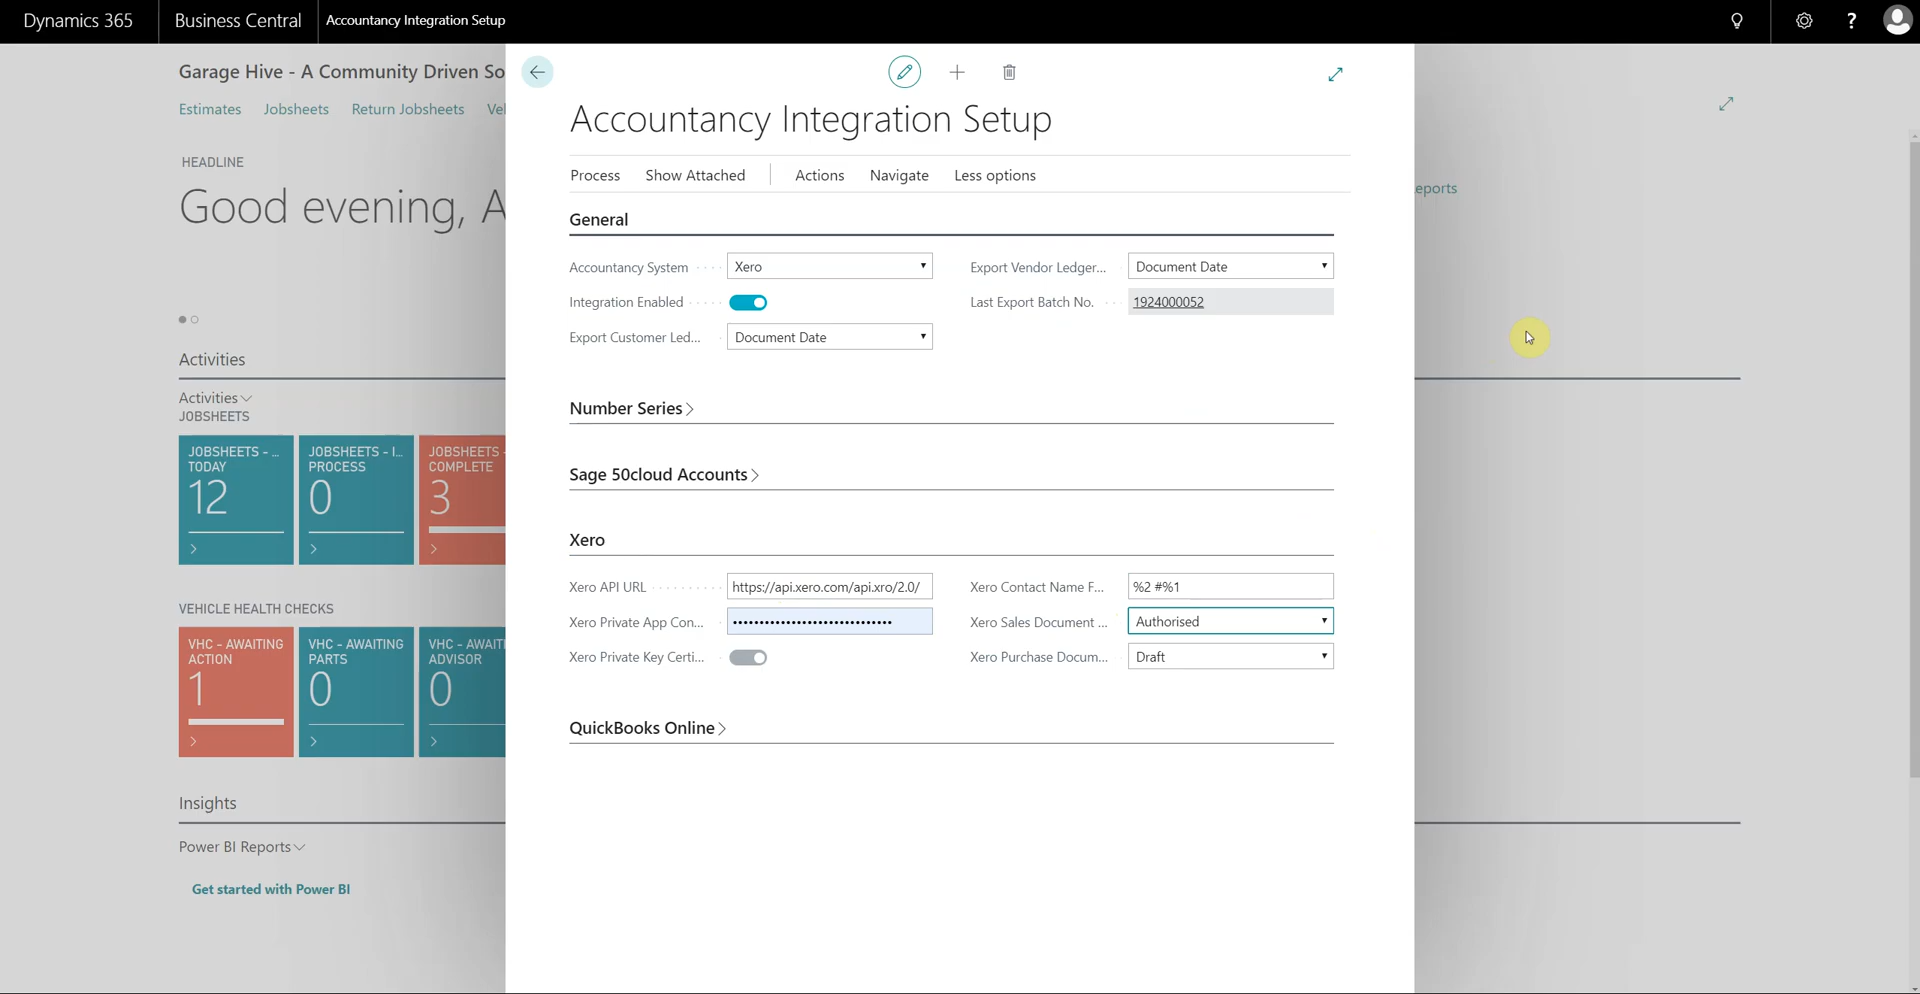 Dynamics 365
Business Central
Accountancy Integration Setup
?
Garage Hive - A Community Driven So
Estimates Jobsheets Return Jobsheets Vel
HEADLINE
Good evening, A
Activities
Activities
JOBSHEETS
JOBSHEETS - ... TODAY
12
JOBSHEETS - I... PROCESS
0
JOBSHEETS - COMPLETE
3
VEHICLE HEALTH CHECKS
VHC - AWAITING ACTION
1
VHC - AWAITING PARTS
0
VHC - AWAITI ADVISOR
0
Insights
Power BI Reports
Get started with Power BI
eports
Accountancy Integration Setup
Process Show Attached Actions Navigate Less options
General
Accountancy System Xero
Integration Enabled
Export Customer Led... Document Date
Export Vendor Ledger... Document Date
Last Export Batch No. 1924000052
Number Series
Sage 50cloud Accounts
Xero
Xero API URL https://api.xero.com/api.xro/2.0/
Xero Private App Con... ••••••••••••••••••••••••••••••
Xero Private Key Certi...
Xero Contact Name F... %2 #%1
Xero Sales Document ... Authorised
Xero Purchase Docum... Draft
QuickBooks Online